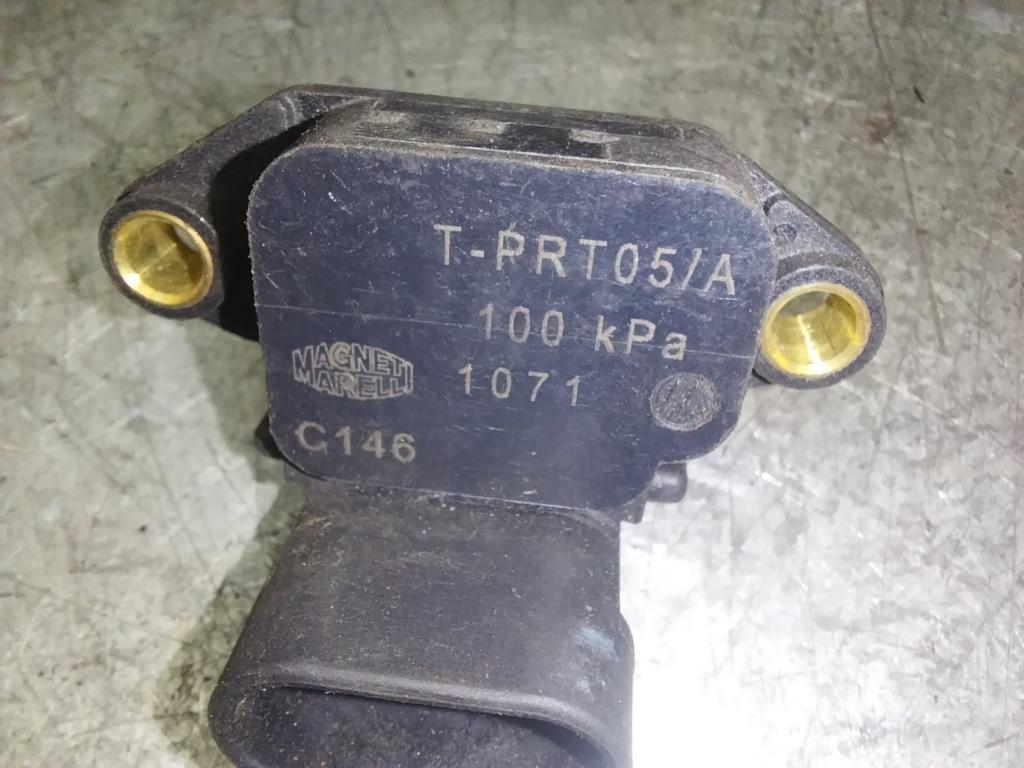 T-PRT05/A
100 kPa
MAGNETI
MARELLI
1071
C146